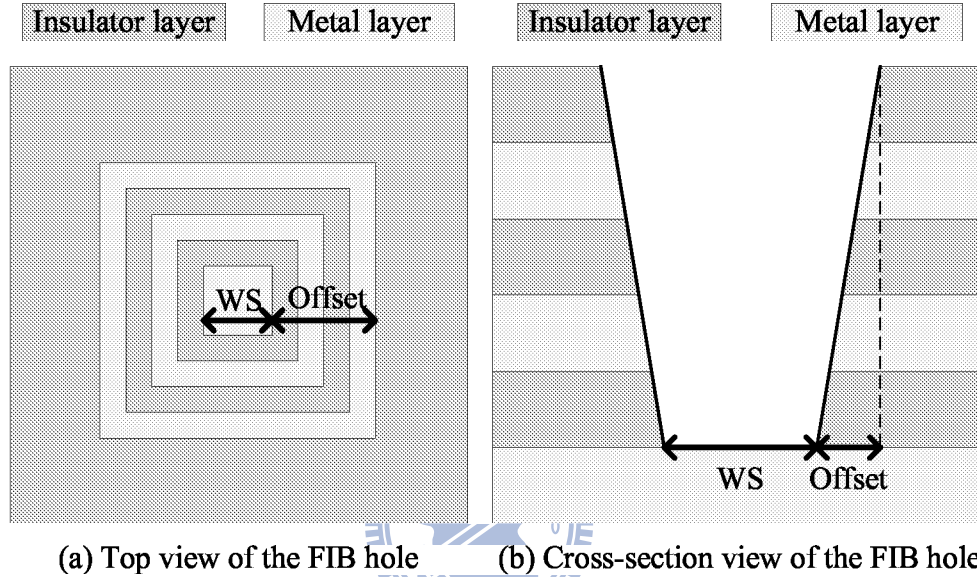 Insulator layer
Metal layer
Insulator layer
Metal layer
WS
Offset
WS
Offset
(a) Top view of the FIB hole
(b) Cross-section view of the FIB hole